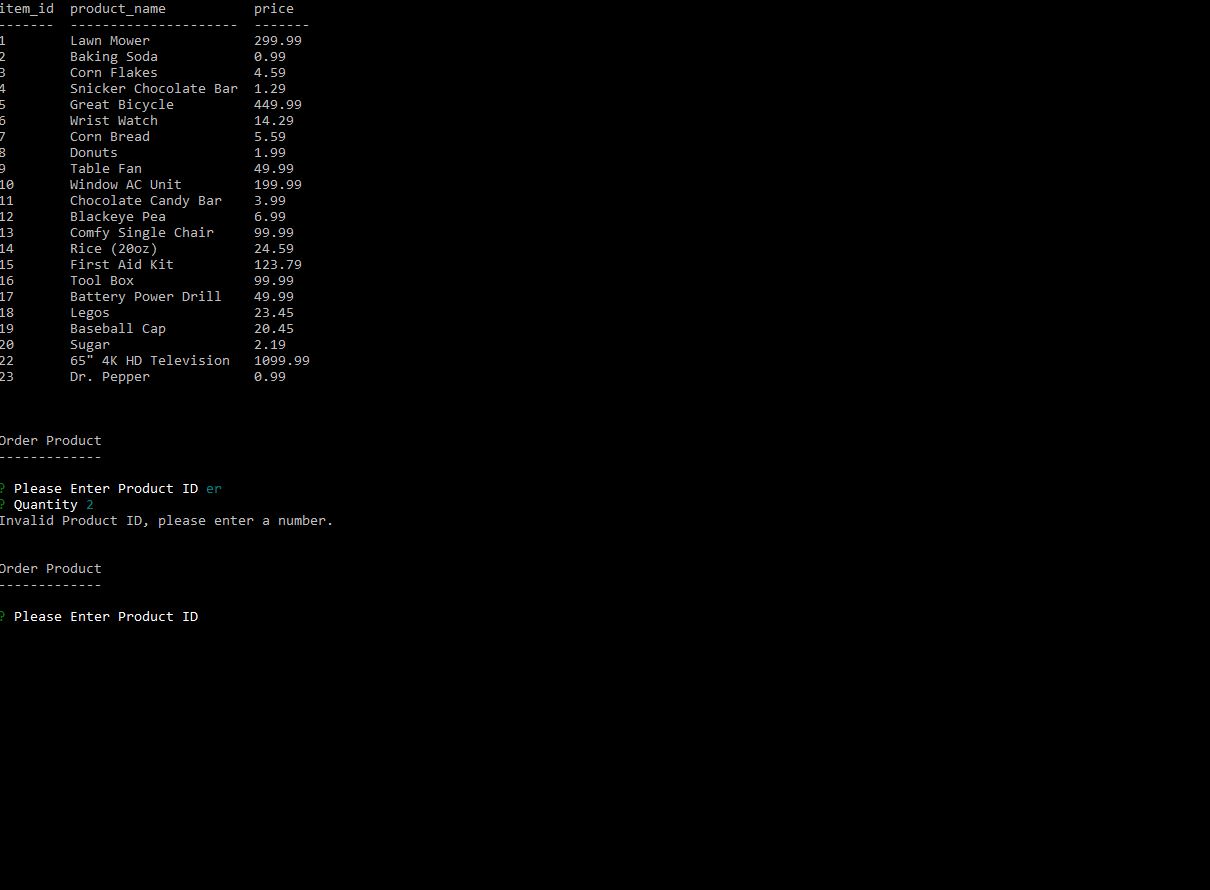 item_id  product_name           price
-------  ---------------------  -------
1        Lawn Mower             299.99
2        Baking Soda            0.99
3        Corn Flakes            4.59
4        Snicker Chocolate Bar  1.29
5        Great Bicycle          449.99
6        Wrist Watch            14.29
7        Corn Bread             5.59
8        Donuts                 1.99
9        Table Fan              49.99
10       Window AC Unit         199.99
11       Chocolate Candy Bar    3.99
12       Blackeye Pea           6.99
13       Comfy Single Chair     99.99
14       Rice (20oz)            24.59
15       First Aid Kit          123.79
16       Tool Box               99.99
17       Battery Power Drill    49.99
18       Legos                  23.45
19       Baseball Cap           20.45
20       Sugar                  2.19
22       65" 4K HD Television   1099.99
23       Dr. Pepper             0.99
Order Product
-------------
? Please Enter Product ID er
? Quantity 2
Invalid Product ID, please enter a number.
Order Product
-------------
? Please Enter Product ID